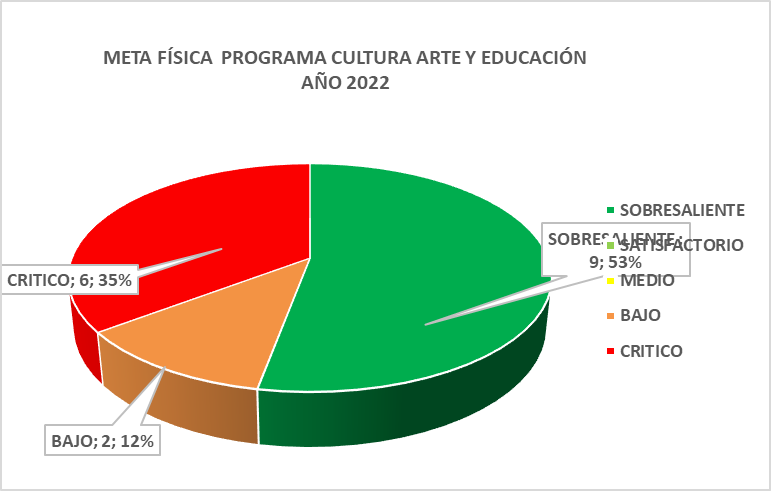 META FÍSICA  PROGRAMA CULTURA ARTE Y EDUCACIÓN
AÑO 2022
SOBRESALIENTE ;
9; 53%
CRITICO; 6; 35%
BAJO; 2; 12%
SOBRESALIENTE
SATISFACTORIO
MEDIO
BAJO
CRITICO